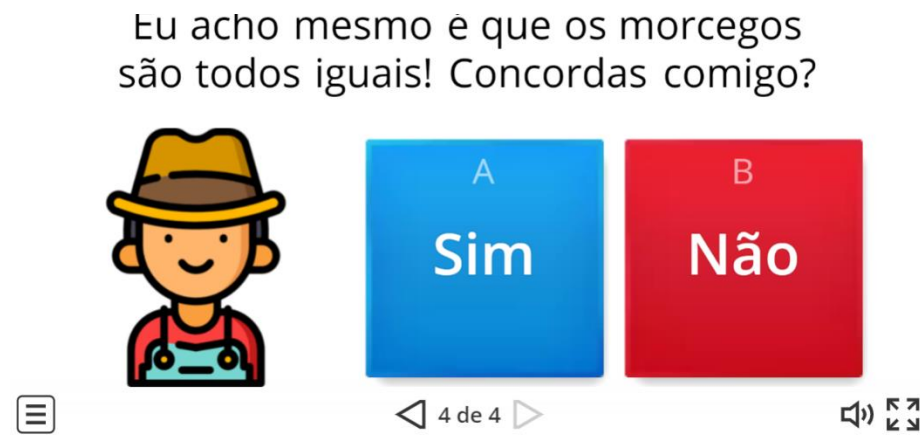 Eu acho mesmo é que os morcegos
são todos iguais! Concordas comigo?
A
B
Sim
Não
4 de 4